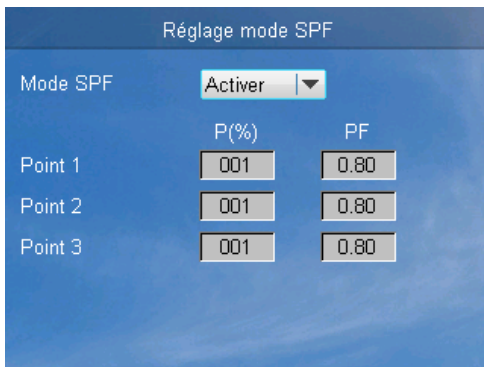 Réglage mode SPF
Mode SPF Activer
P(%) PF
Point 1 001 0.80
Point 2 001 0.80
Point 3 001 0.80